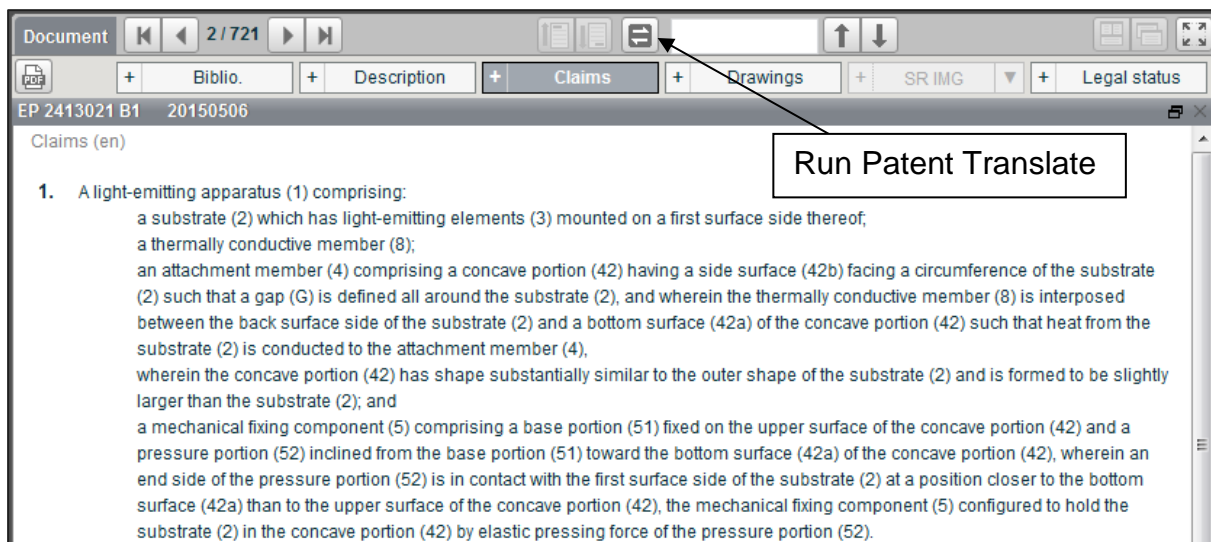 Document 2 / 721
PDF + Biblio. + Description + Claims + Drawings + SR IMG + Legal status
EP 2413021 B1 20150506
Claims (en)
Run Patent Translate
1. A light-emitting apparatus (1) comprising:
a substrate (2) which has light-emitting elements (3) mounted on a first surface side thereof;
a thermally conductive member (8);
an attachment member (4) comprising a concave portion (42) having a side surface (42b) facing a circumference of the substrate
(2) such that a gap (G) is defined all around the substrate (2), and wherein the thermally conductive member (8) is interposed
between the back surface side of the substrate (2) and a bottom surface (42a) of the concave portion (42) such that heat from the
substrate (2) is conducted to the attachment member (4),
wherein the concave portion (42) has shape substantially similar to the outer shape of the substrate (2) and is formed to be slightly
larger than the substrate (2); and
a mechanical fixing component (5) comprising a base portion (51) fixed on the upper surface of the concave portion (42) and a
pressure portion (52) inclined from the base portion (51) toward the bottom surface (42a) of the concave portion (42), wherein an
end side of the pressure portion (52) is in contact with the first surface side of the substrate (2) at a position closer to the bottom
surface (42a) than to the upper surface of the concave portion (42), the mechanical fixing component (5) configured to hold the
substrate (2) in the concave portion (42) by elastic pressing force of the pressure portion (52).